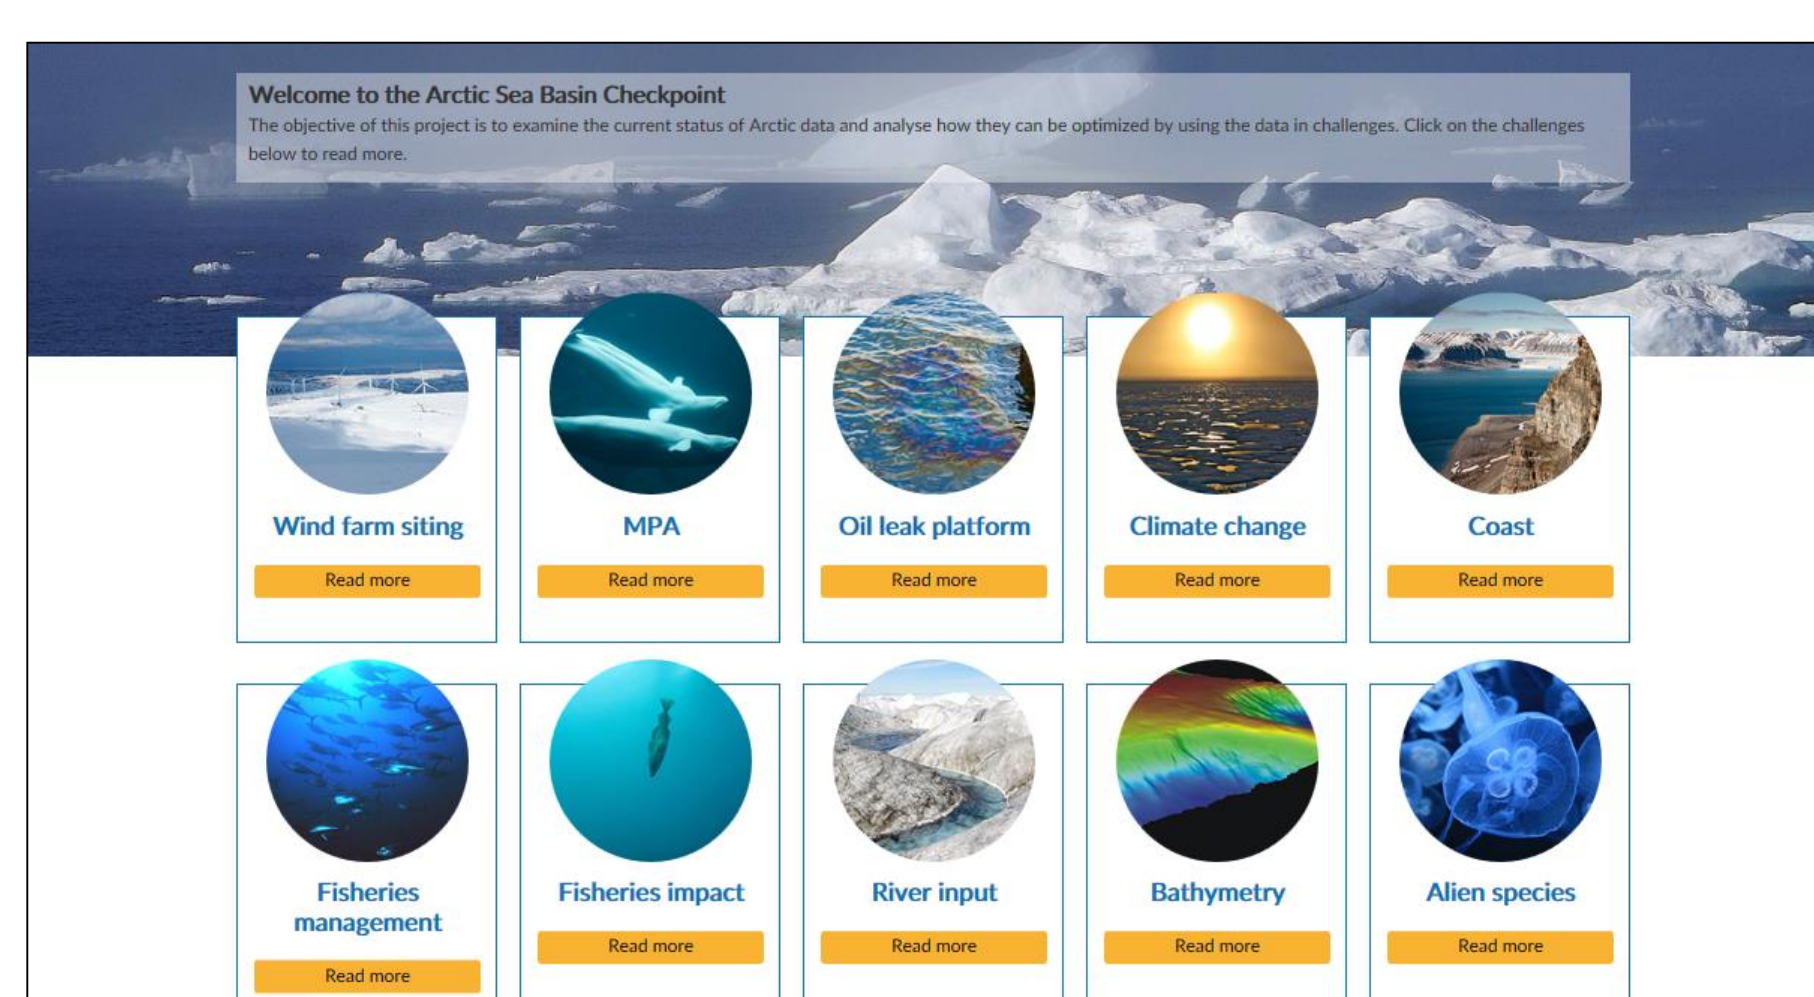 Welcome to the Arctic Sea Basin Checkpoint
The objective of this project is to examine the current status of Arctic data and analyse how they can be optimized by using the data in challenges. Click on the challenges
below to read more.
Wind farm siting
Read more
MPA
Read more
Oil leak platform
Read more
Climate change
Read more
Coast
Read more
Fisheries
management
Read more
Fisheries impact
Read more
River input
Read more
Bathymetry
Read more
Alien species
Read more